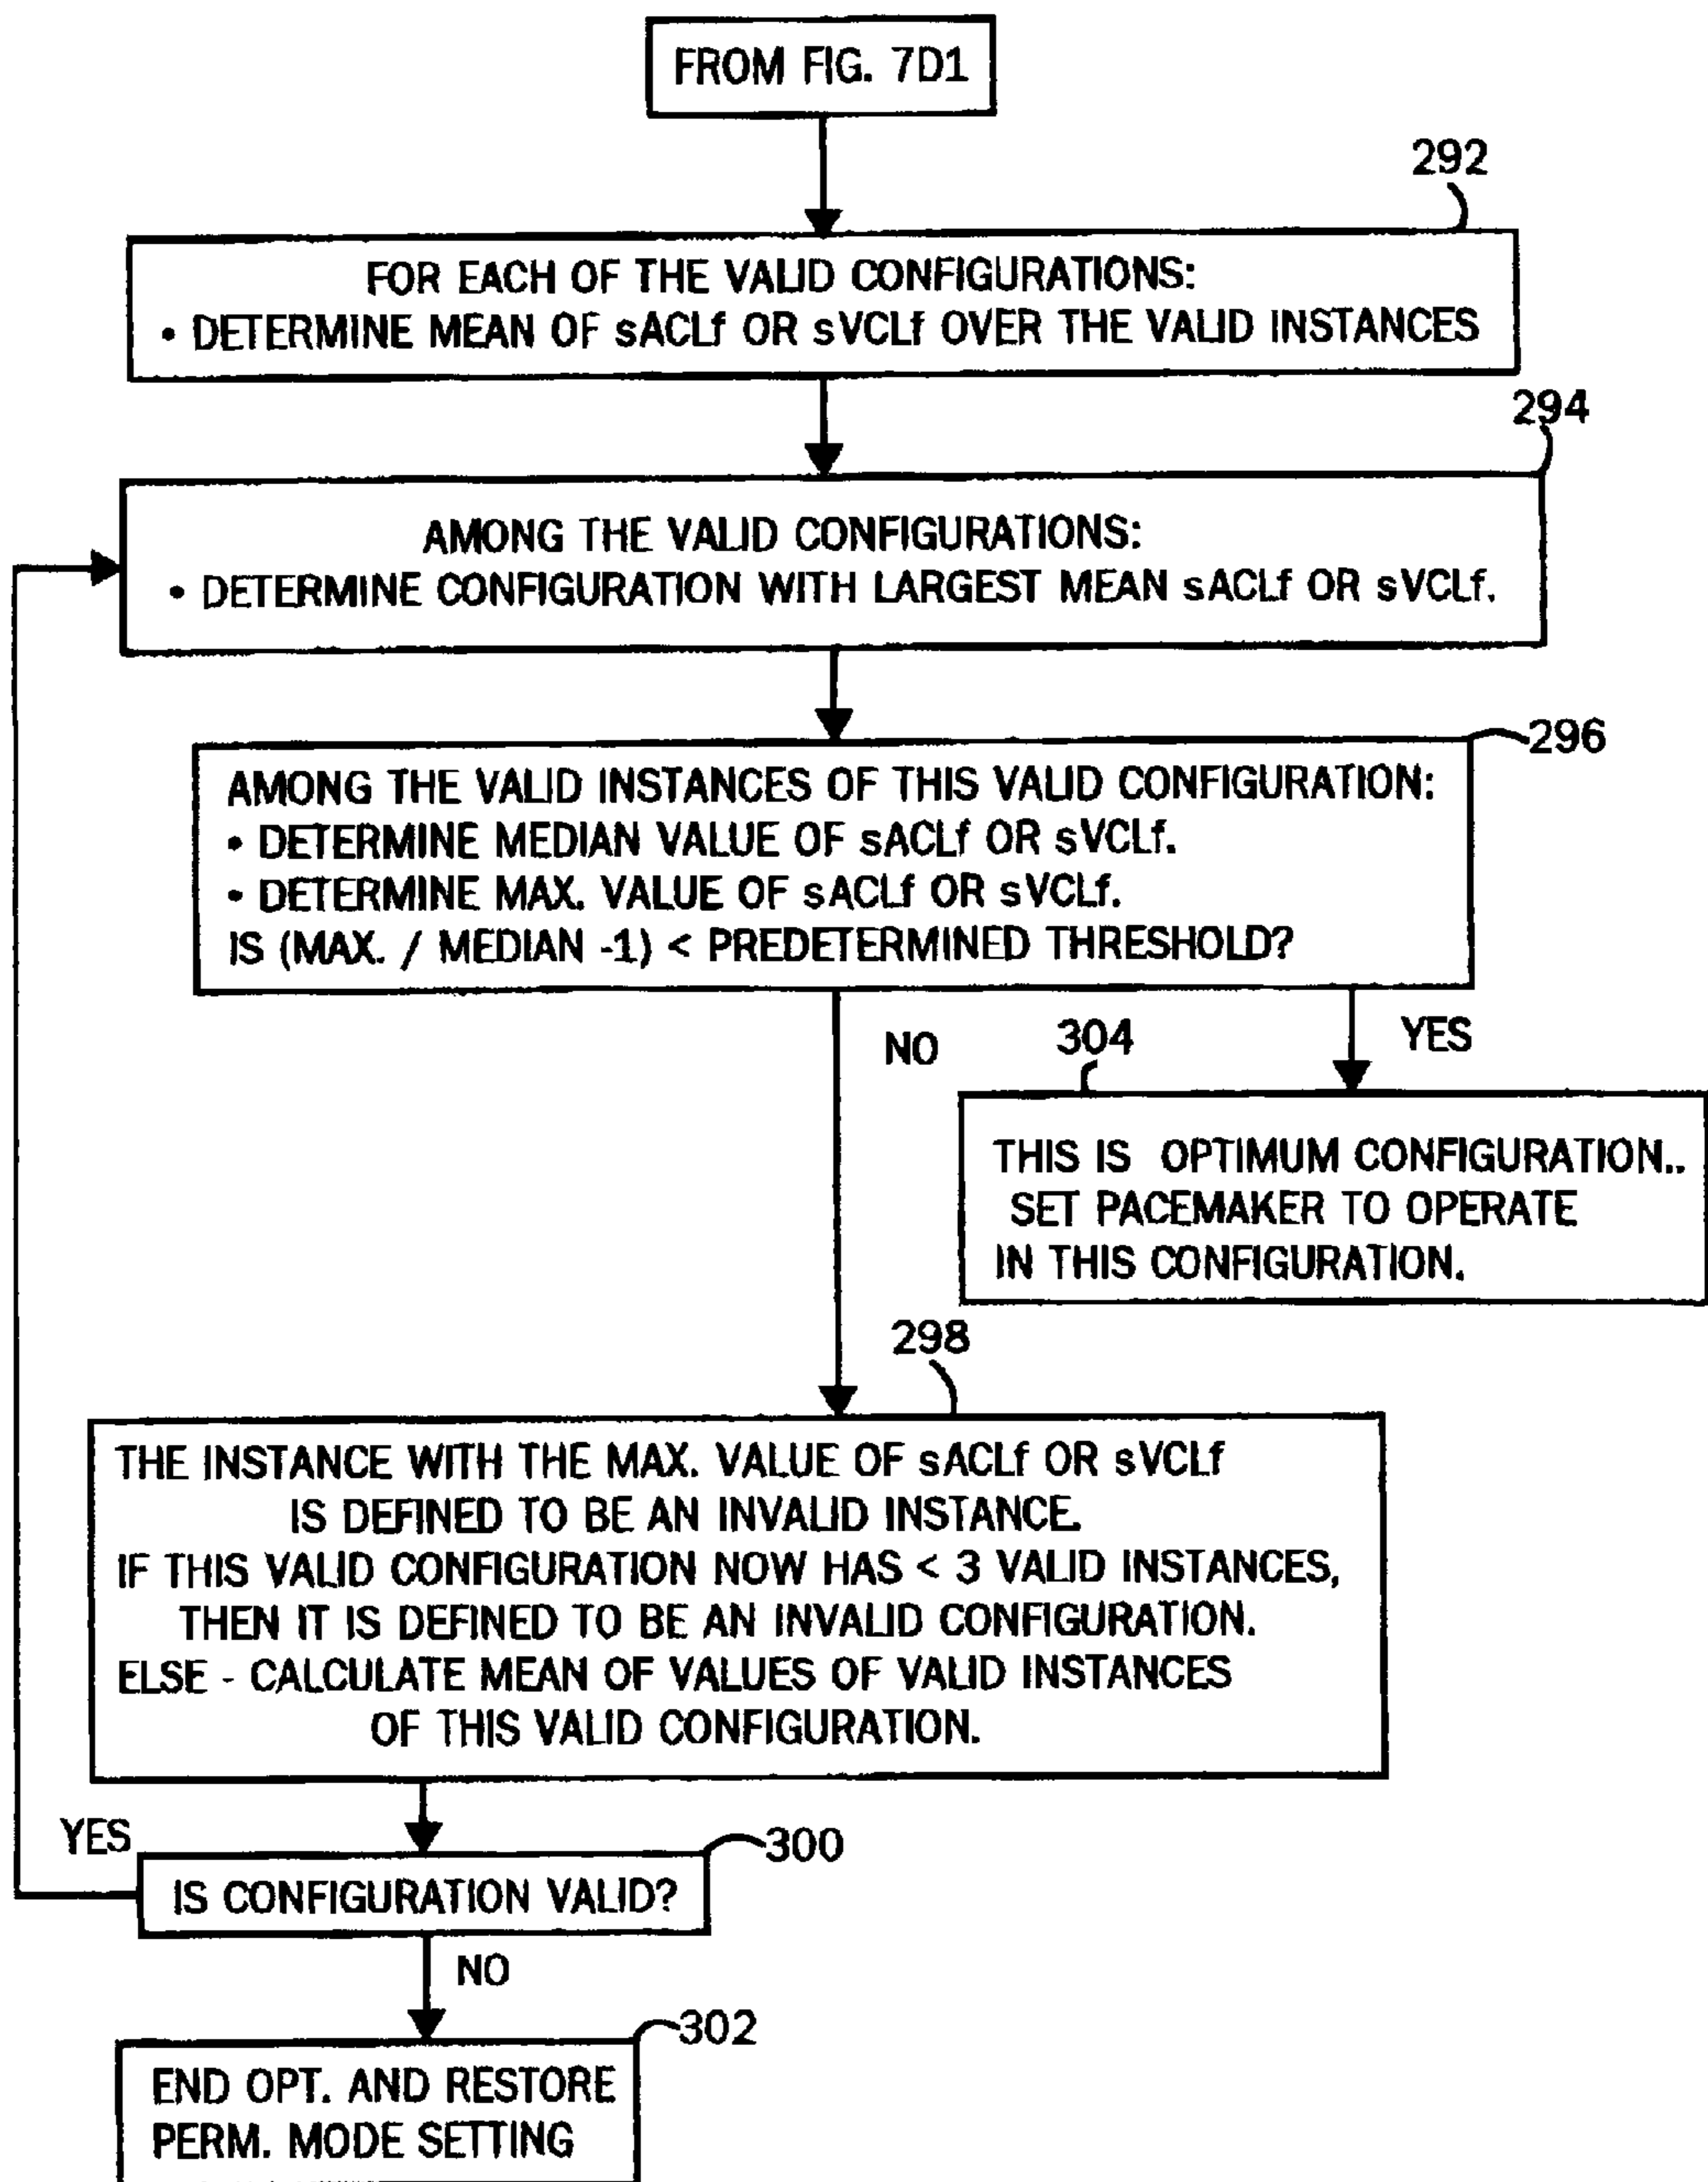 FROM FIG. 7D1
292
FOR EACH OF THE VALID CONFIGURATIONS:
• DETERMINE MEAN OF sACLf OR sVCLf OVER THE VALID INSTANCES
294
AMONG THE VALID CONFIGURATIONS:
• DETERMINE CONFIGURATION WITH LARGEST MEAN sACLf OR sVCLf.
296
AMONG THE VALID INSTANCES OF THIS VALID CONFIGURATION:
• DETERMINE MEDIAN VALUE OF sACLf OR sVCLf.
• DETERMINE MAX. VALUE OF sACLf OR sVCLf.
IS (MAX. / MEDIAN -1) < PREDETERMINED THRESHOLD?
NO
304
YES
THIS IS OPTIMUM CONFIGURATION..
SET PACEMAKER TO OPERATE
IN THIS CONFIGURATION.
298
THE INSTANCE WITH THE MAX. VALUE OF sACLf OR sVCLf
IS DEFINED TO BE AN INVALID INSTANCE.
IF THIS VALID CONFIGURATION NOW HAS < 3 VALID INSTANCES,
THEN IT IS DEFINED TO BE AN INVALID CONFIGURATION.
ELSE - CALCULATE MEAN OF VALUES OF VALID INSTANCES
OF THIS VALID CONFIGURATION.
YES
300
IS CONFIGURATION VALID?
NO
302
END OPT. AND RESTORE
PERM. MODE SETTING